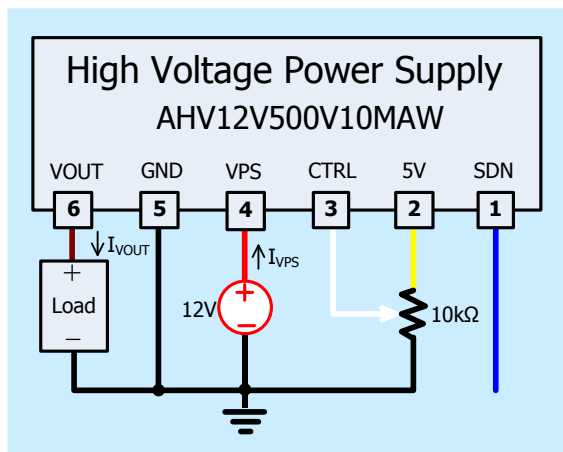 High Voltage Power Supply
AHV12V500V10MAW
VOUT GND VPS CTRL 5V SDN
6 5 4 3 2 1
IVOUT IVPS
+
Load
−
12V
+
−
10kΩ